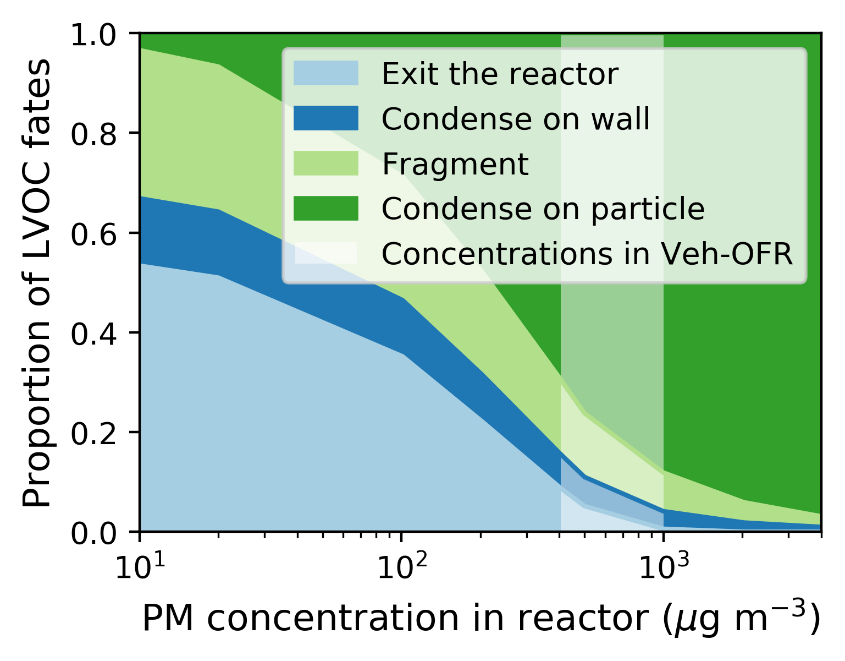 Proportion of LVOC fates
1.0
0.8
0.6
0.4
0.2
0.0
Exit the reactor
Condense on wall
Fragment
Condense on particle
Concentrations in Veh-OFR
10¹ 10² 10³
PM concentration in reactor (μg m⁻³)